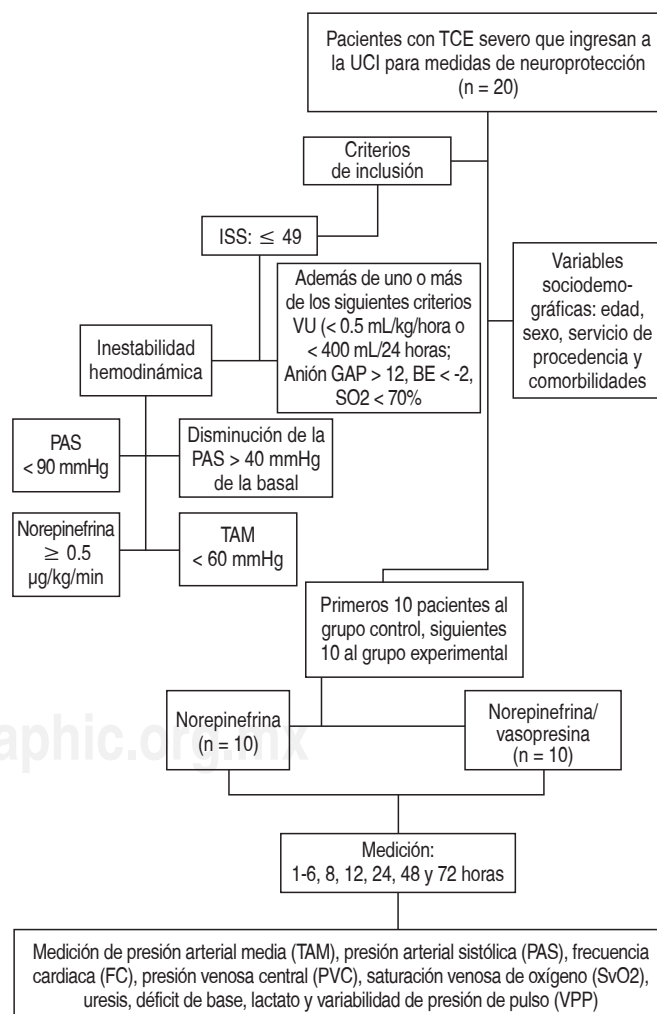 Pacientes con TCE severo que ingresan a
la UCI para medidas de neuroprotección
(n = 20)
Criterios
de inclusión
ISS: ≤ 49
Además de uno o más
de los siguientes criterios
VU (< 0.5 mL/kg/hora o
< 400 mL/24 horas;
Anión GAP > 12, BE < -2,
SO2 < 70%
Variables
sociodemo-
gráficas: edad,
sexo, servicio de
procedencia y
comorbilidades
Inestabilidad
hemodinámica
PAS
< 90 mmHg
Disminución de la
PAS > 40 mmHg
de la basal
Norepinefrina
≥ 0.5
µg/kg/min
TAM
< 60 mmHg
Primeros 10 pacientes al
grupo control, siguientes
10 al grupo experimental
Norepinefrina
(n = 10)
Norepinefrina/
vasopresina
(n = 10)
aphic.org.mx
Medición:
1-6, 8, 12, 24, 48 y 72 horas
Medición de presión arterial media (TAM), presión arterial sistólica (PAS), frecuencia
cardiaca (FC), presión venosa central (PVC), saturación venosa de oxígeno (SvO2),
uresis, déficit de base, lactato y variabilidad de presión de pulso (VPP)